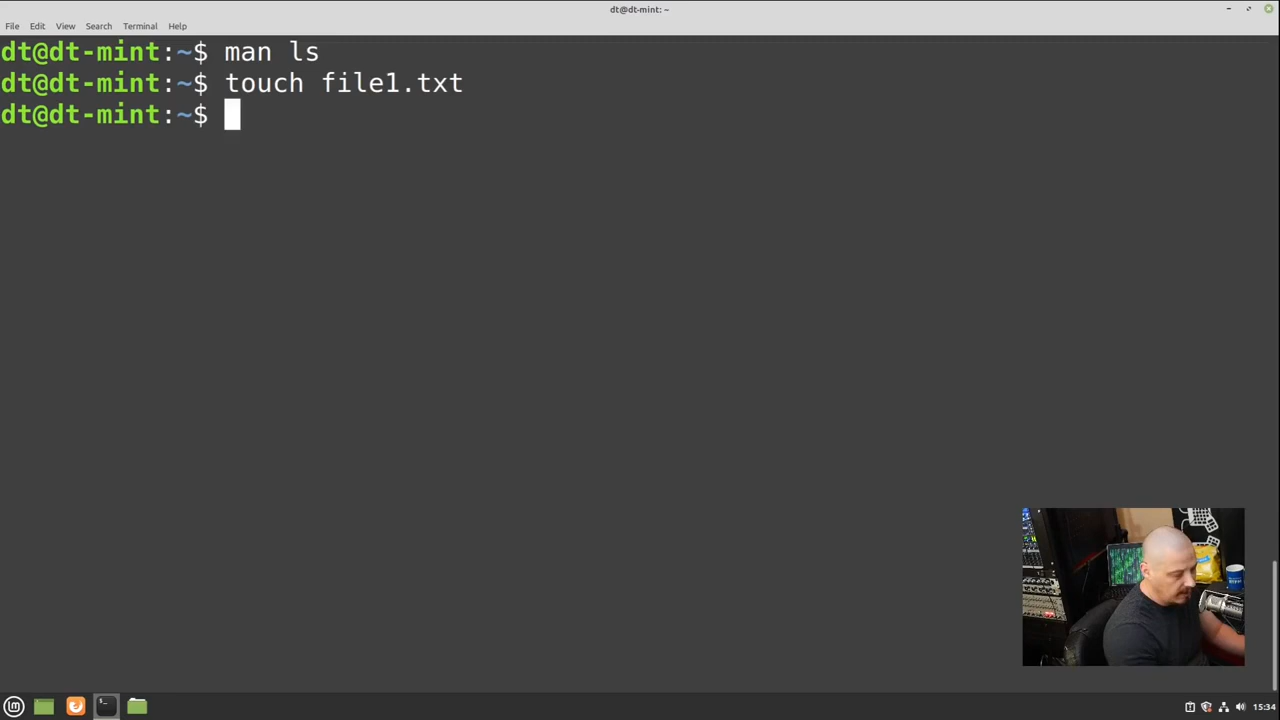 dt@dt-mint: ~
File Edit View Search Terminal Help
dt@dt-mint:~$ man ls
dt@dt-mint:~$ touch file1.txt
dt@dt-mint:~$
15:34